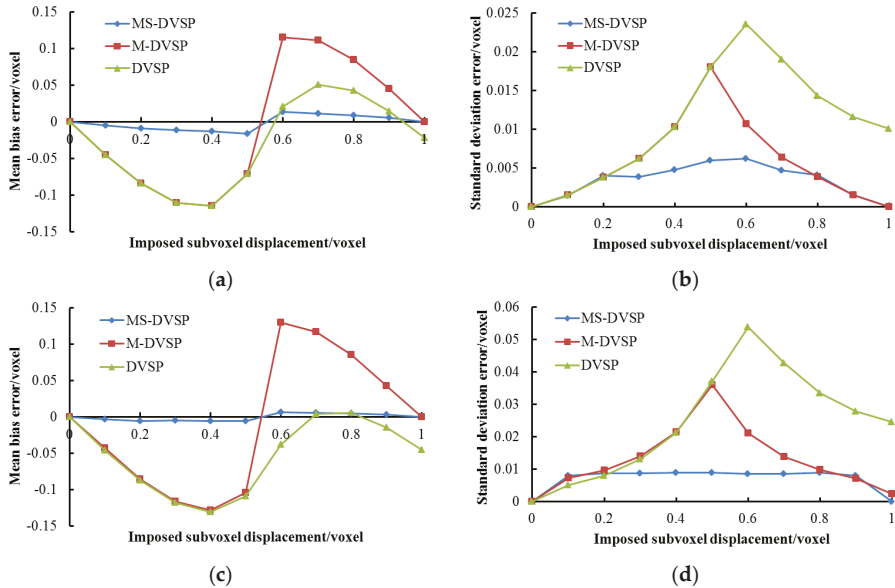 MS-DVSP
M-DVSP
DVSP
Mean bias error/voxel
0.15
0.1
0.05
0
-0.05
-0.1
-0.15
0 0.2 0.4 0.6 0.8 1
Imposed subvoxel displacement/voxel
(a)
MS-DVSP
M-DVSP
DVSP
Standard deviation error/voxel
0.025
0.02
0.015
0.01
0.005
0
0 0.2 0.4 0.6 0.8 1
Imposed subvoxel displacement/voxel
(b)
MS-DVSP
M-DVSP
DVSP
Mean bias error/voxel
0.15
0.1
0.05
0
-0.05
-0.1
-0.15
0 0.2 0.4 0.6 0.8 1
Imposed subvoxel displacement/voxel
(c)
MS-DVSP
M-DVSP
DVSP
Standard deviation error/voxel
0.06
0.05
0.04
0.03
0.02
0.01
0
0 0.2 0.4 0.6 0.8 1
Imposed subvoxel displacement/voxel
(d)